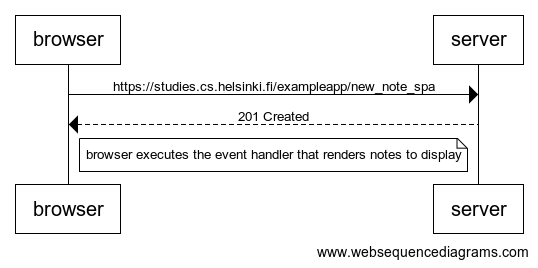 browser
server
https://studies.cs.helsinki.fi/exampleapp/new_note_spa
201 Created
browser executes the event handler that renders notes to display
browser
server
www.websequencediagrams.com